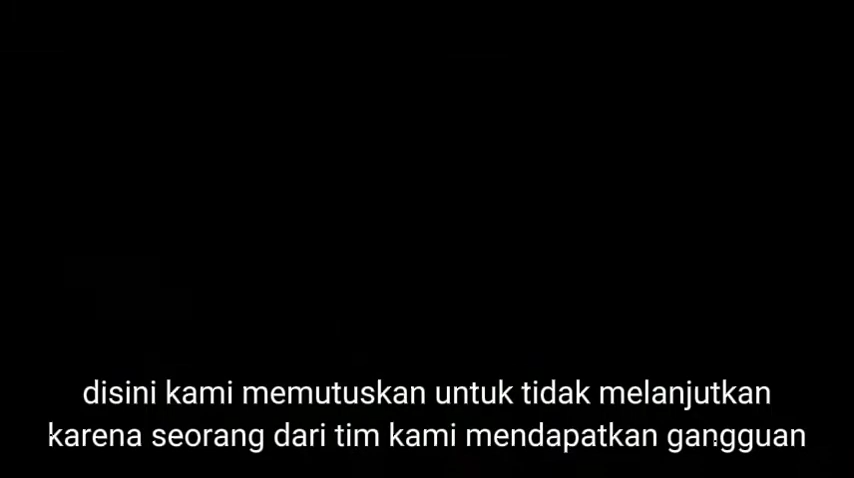 disini kami memutuskan untuk tidak melanjutkan
karena seorang dari tim kami mendapatkan gangguan